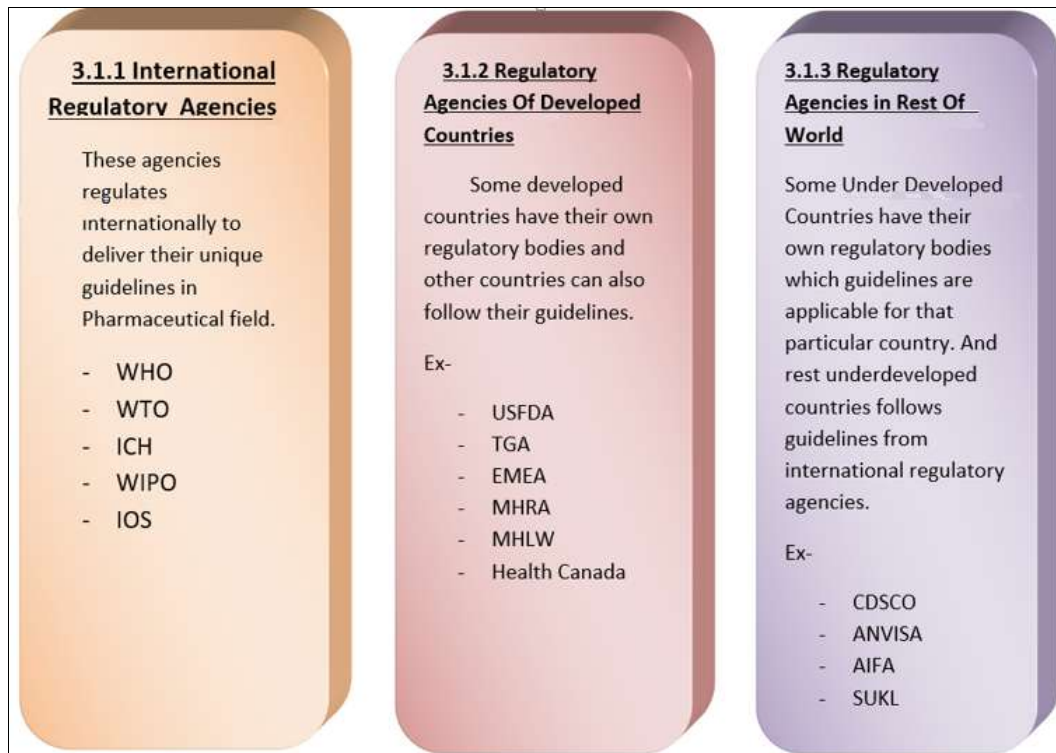 3.1.1 International
Regulatory Agencies
These agencies
regulates
internationally to
deliver their unique
guidelines in
Pharmaceutical field.
- WHO
- WTO
- ICH
- WIPO
- IOS
3.1.2 Regulatory
Agencies Of Developed
Countries
Some developed
countries have their own
regulatory bodies and
other countries can also
follow their guidelines.
Ex-
- USFDA
- TGA
- EMEA
- MHRA
- MHLW
- Health Canada
3.1.3 Regulatory
Agencies in Rest Of
World
Some Under Developed
Countries have their
own regulatory bodies
which guidelines are
applicable for that
particular country. And
rest underdeveloped
countries follows
guidelines from
international regulatory
agencies.
Ex-
- CDSCO
- ANVISA
- AIFA
- SUKL